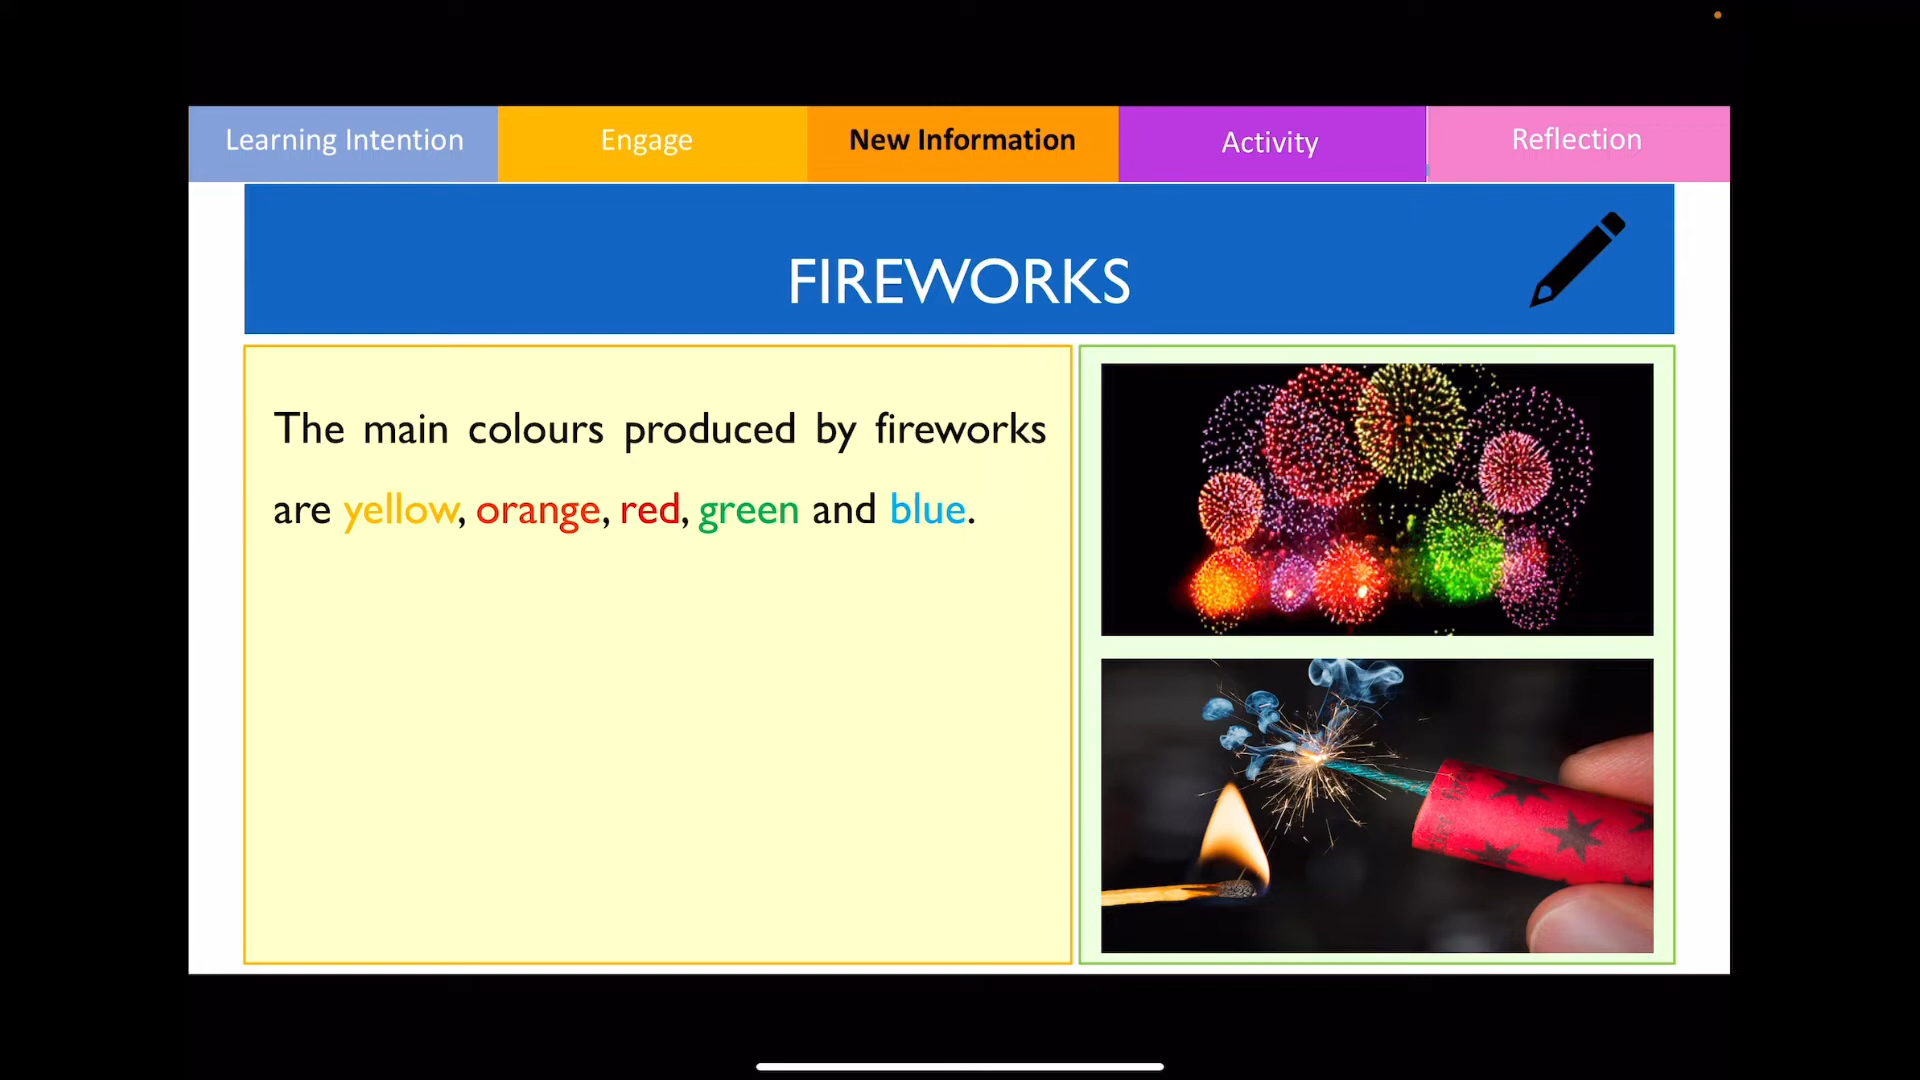 Learning Intention
Engage
New Information
Activity
Reflection
FIREWORKS
The main colours produced by fireworks
are yellow, orange, red, green and blue.